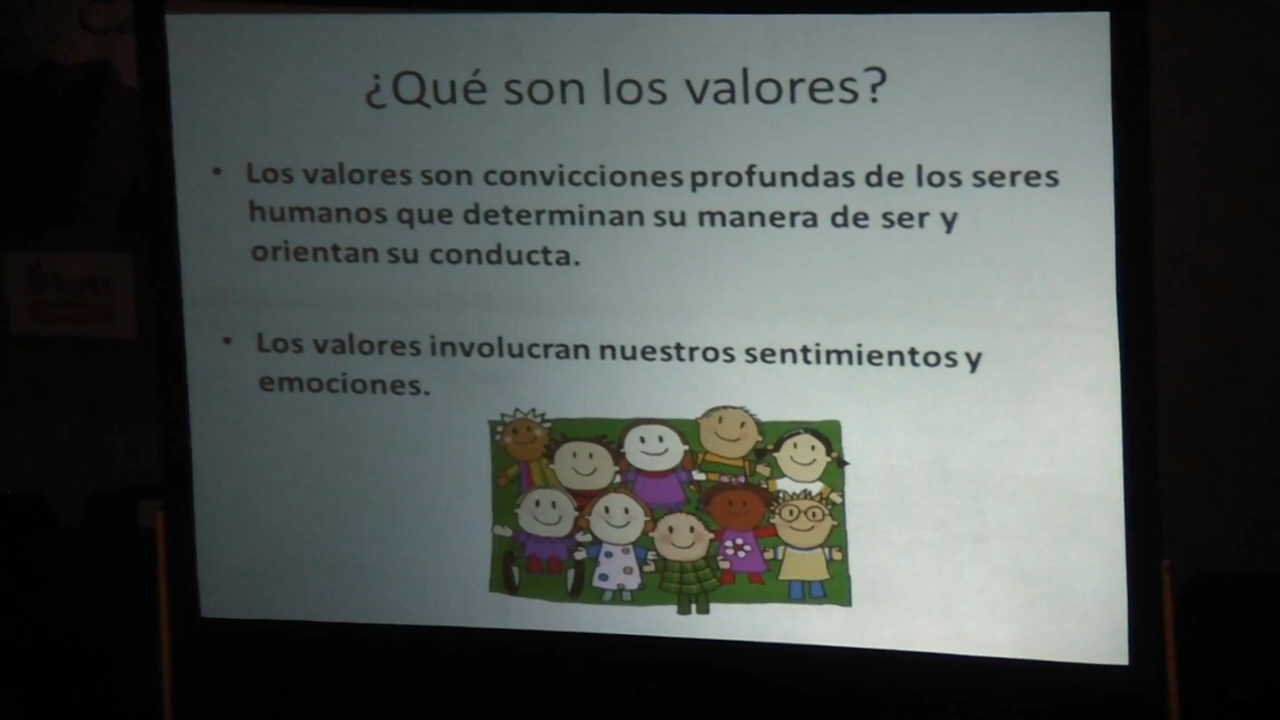 ¿Qué son los valores?
• Los valores son convicciones profundas de los seres
humanos que determinan su manera de ser y
orientan su conducta.
• Los valores involucran nuestros sentimientos y
emociones.